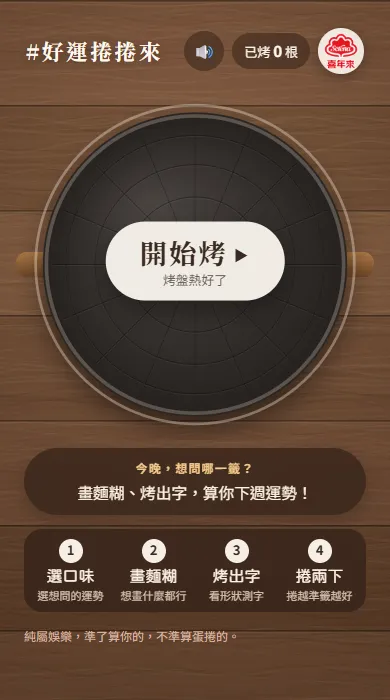 #好運捲捲來
已烤0根
喜年來
開始烤 ▶
烤盤熱好了
今晚，想問哪一籤？
畫麵糊、烤出字，算你下週運勢！
1 2 3 4
選口味 畫麵糊 烤出字 捲兩下
選想問的運勢 想畫什麼都行 看形狀測字 捲越準籤越好
純屬娛樂，準了算你的，不準算蛋捲的。